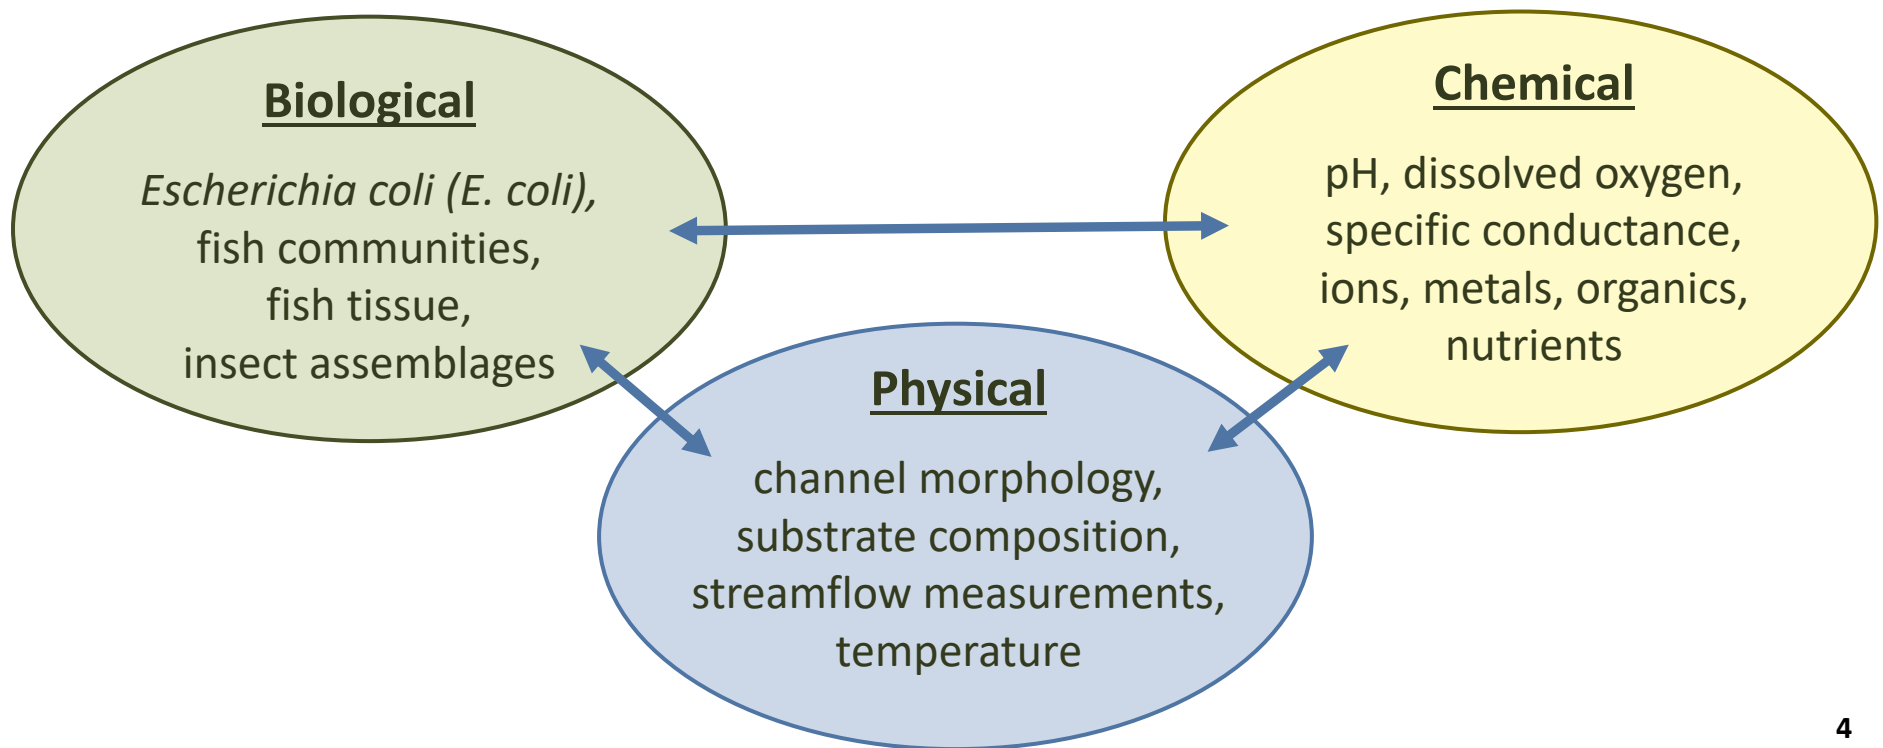 Biological
Escherichia coli (E. coli),
fish communities,
fish tissue,
insect assemblages
Chemical
pH, dissolved oxygen,
specific conductance,
ions, metals, organics,
nutrients
Physical
channel morphology,
substrate composition,
streamflow measurements,
temperature
4